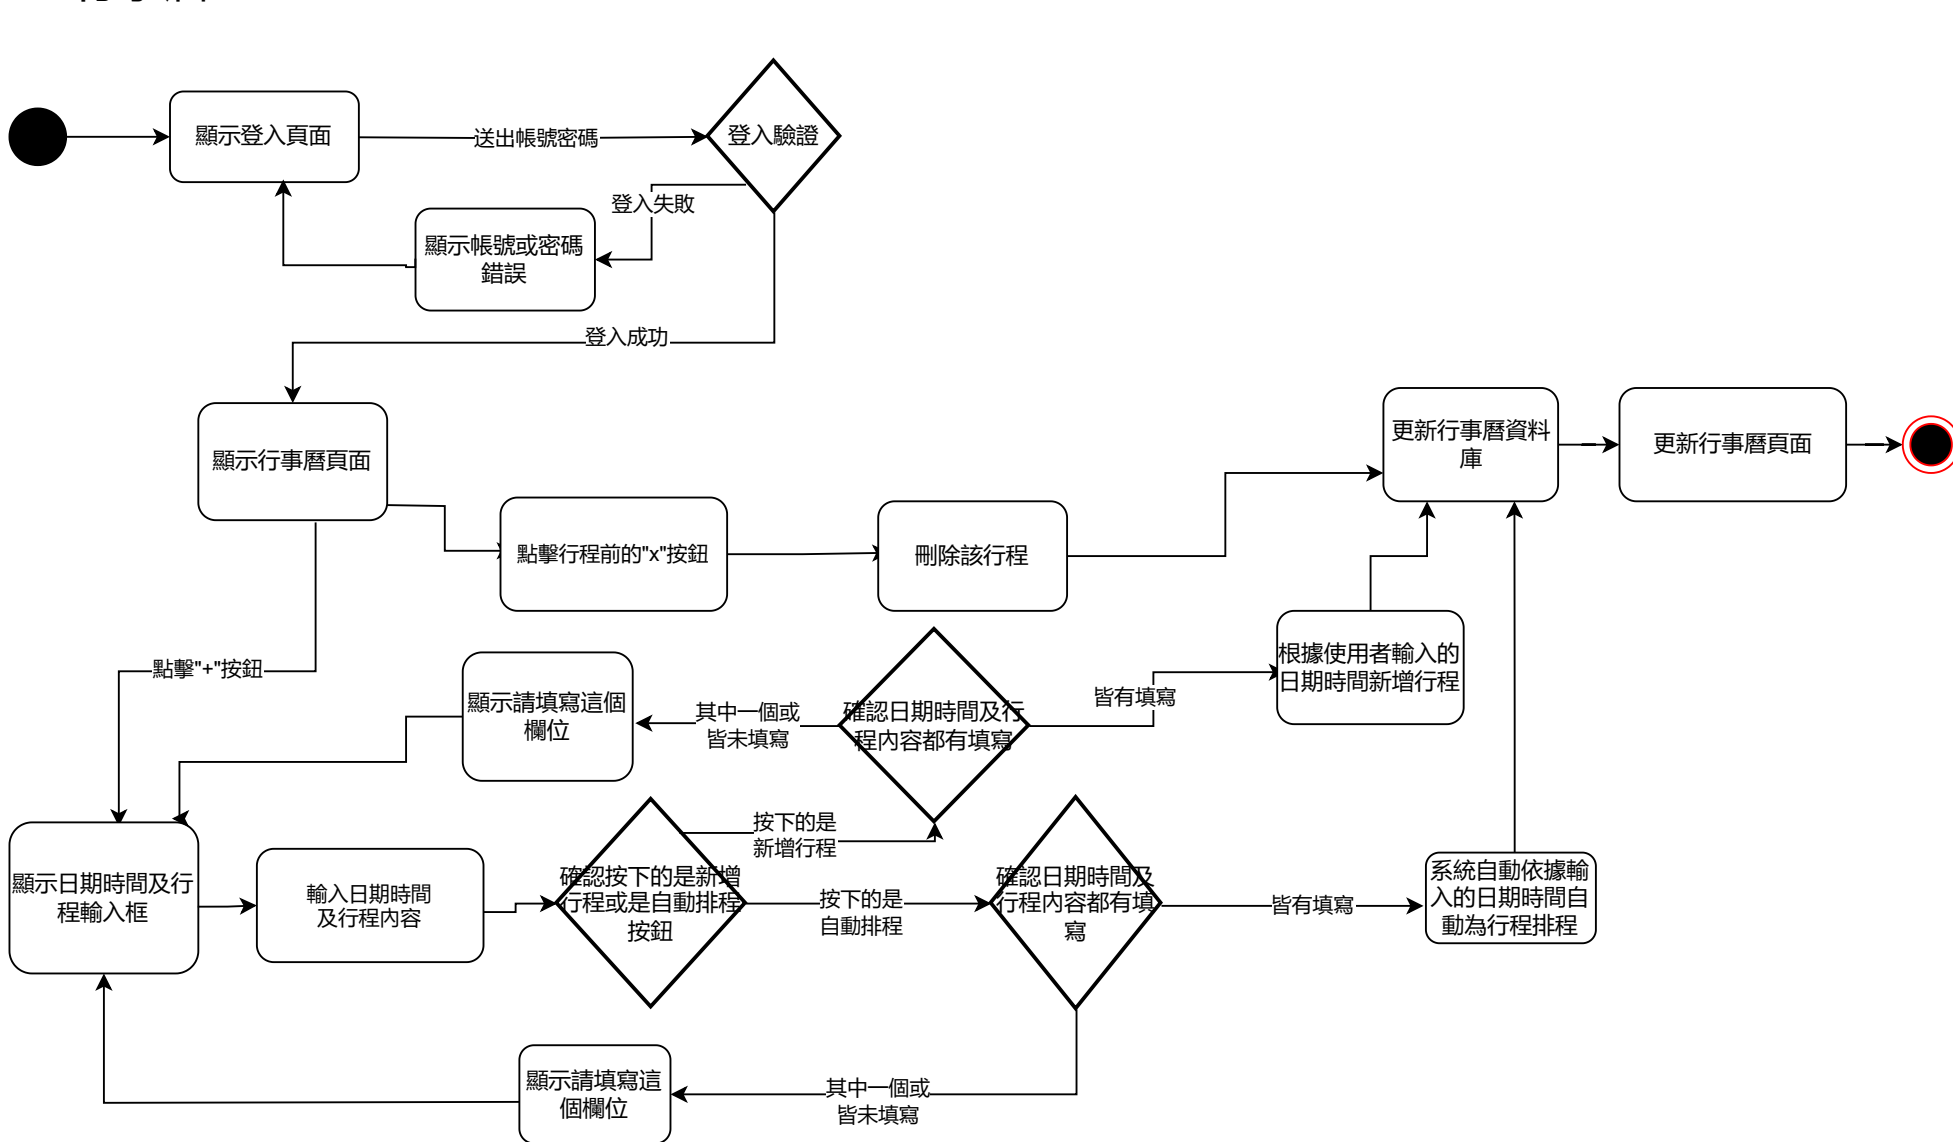 顯示登入頁面
送出帳號密碼
登入驗證
登入失敗
顯示帳號或密碼
錯誤
登入成功
顯示行事曆頁面
更新行事曆資料
庫
更新行事曆頁面
點擊行程前的"x"按鈕
刪除該行程
點擊"+"按鈕
顯示請填寫這個
欄位
其中一個或
皆未填寫
確認日期時間及行
程內容都有填寫
皆有填寫
根據使用者輸入的
日期時間新增行程
顯示日期時間及行
程輸入框
輸入日期時間
及行程內容
確認按下的是新增
行程或是自動排程
按鈕
按下的是
新增行程
按下的是
自動排程
確認日期時間及
行程內容都有填
寫
皆有填寫
系統自動依據輸
入的日期時間自
動為行程排程
顯示請填寫這
個欄位
其中一個或
皆未填寫